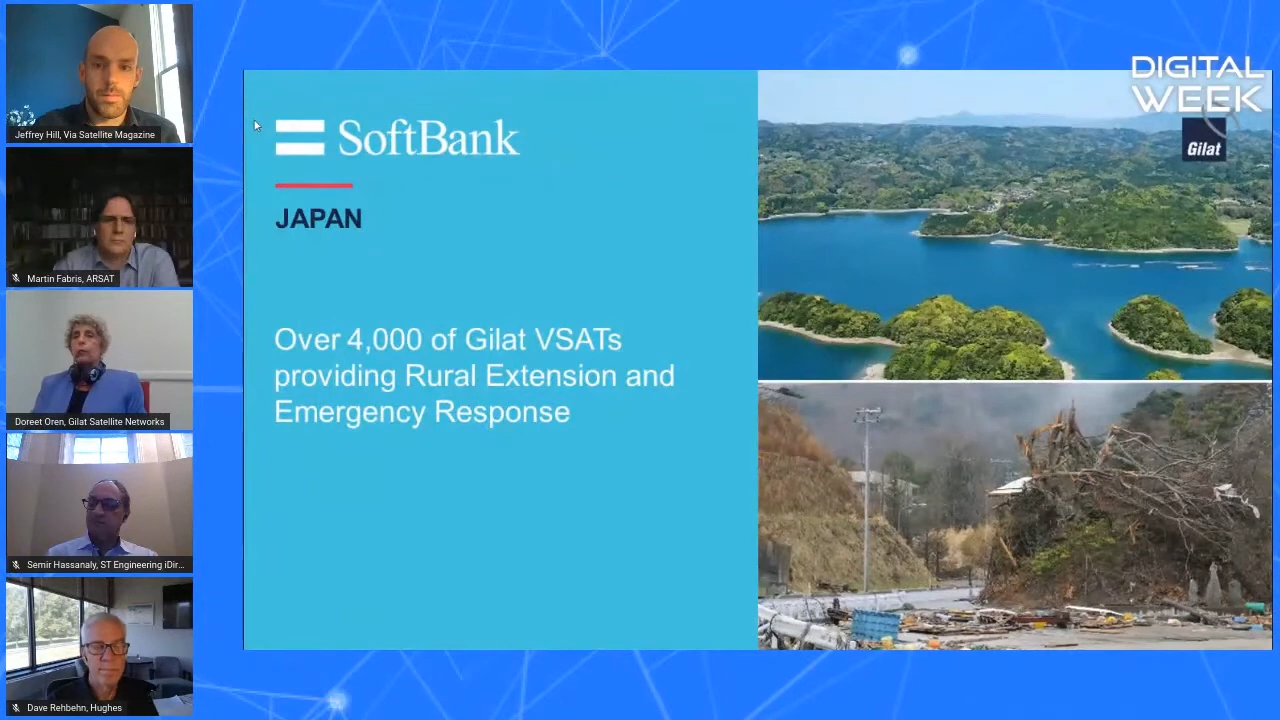 Jeffrey Hill, Via Satellite Magazine
Martin Fabris, ARSAT
Doreet Oren, Gilat Satellite Networks
Semir Hassanaly, ST Engineering iDir...
Dave Rehbehn, Hughes
SoftBank
JAPAN
Over 4,000 of Gilat VSATs
providing Rural Extension and
Emergency Response
DIGITAL
WEEK
Gilat